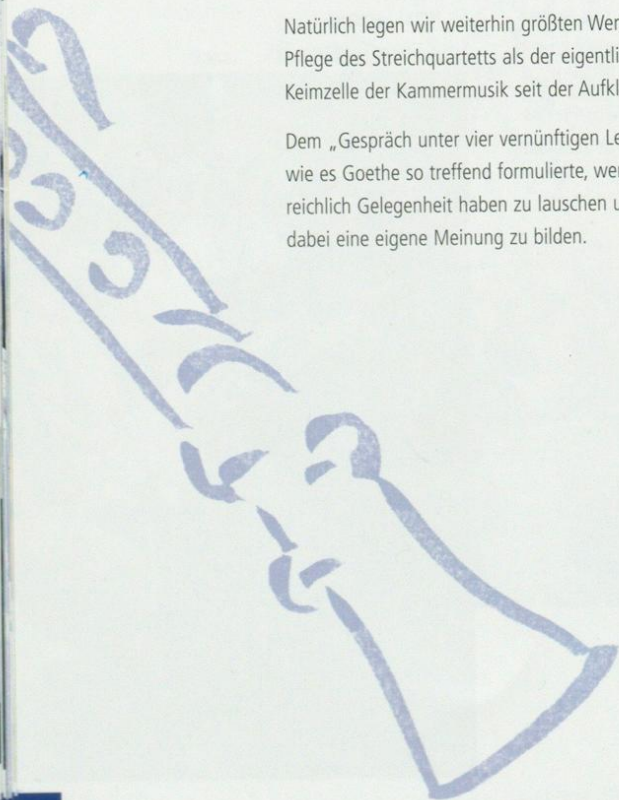 Natürlich legen wir weiterhin größten Wer
Pflege des Streichquartetts als der eigentli
Keimzelle der Kammermusik seit der Aufkl
Dem „Gespräch unter vier vernünftigen Le
wie es Goethe so treffend formulierte, wer
reichlich Gelegenheit haben zu lauschen u
dabei eine eigene Meinung zu bilden.